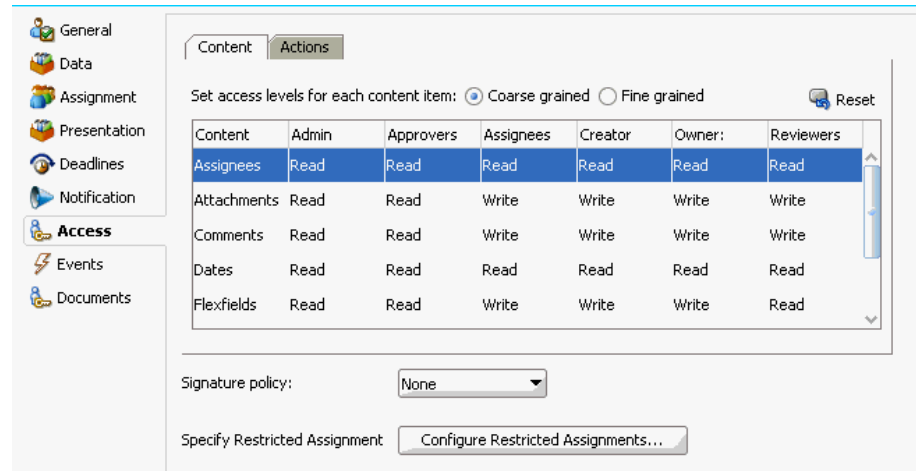 General
Data
Assignment
Presentation
Deadlines
Notification
Access
Events
Documents
Content Actions
Set access levels for each content item: Coarse grained Fine grained Reset
Content Admin Approvers Assignees Creator Owner: Reviewers
Assignees Read Read Read Read Read Read
Attachments Read Read Write Write Write Write
Comments Read Read Write Write Write Write
Dates Read Read Read Read Read Read
Flexfields Read Read Write Write Write Read
Signature policy: None
Specify Restricted Assignment Configure Restricted Assignments...